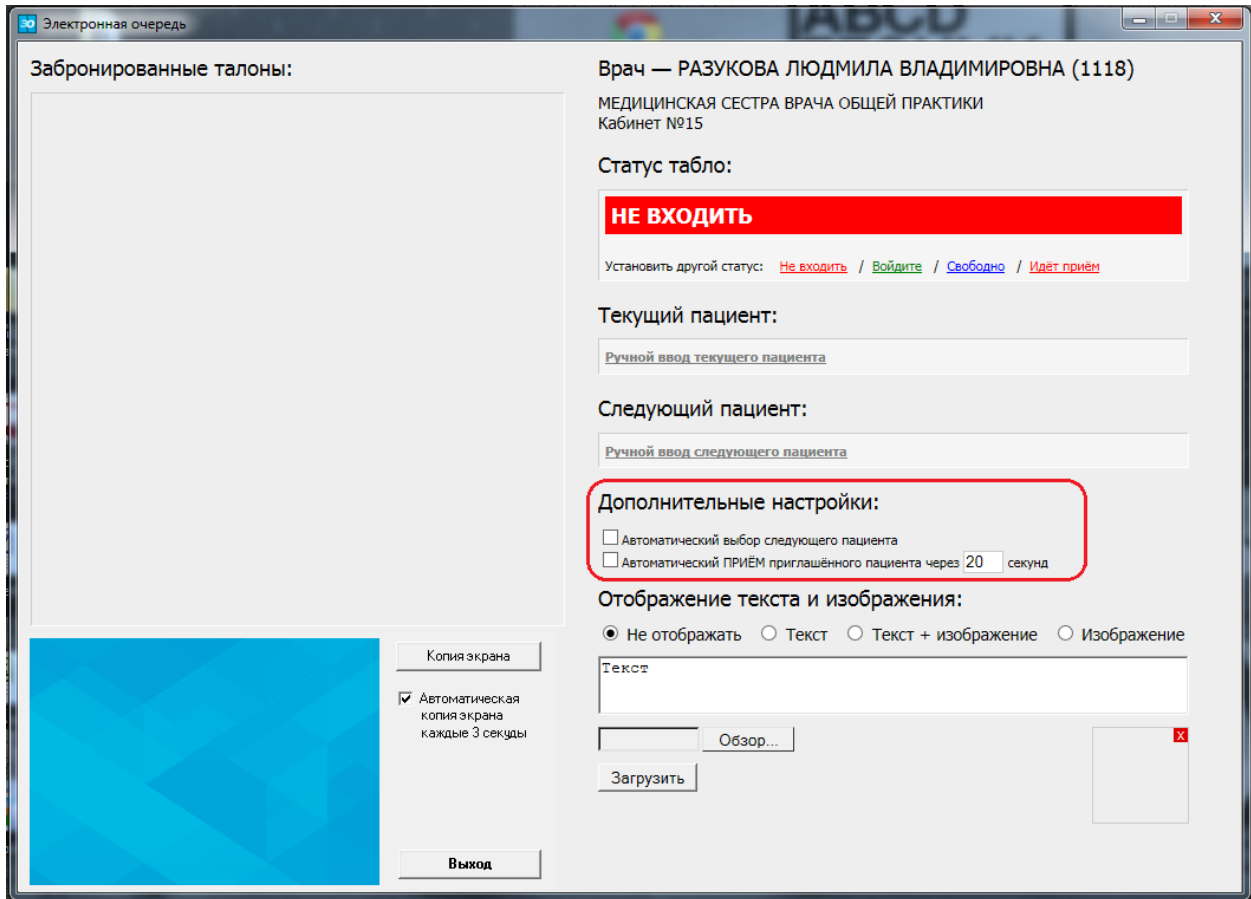 ЭО Электронная очередь
Забронированные талоны:
Копия экрана
Автоматическая
копия экрана
каждые 3 секуды
Выход
Врач — РАЗУКОВА ЛЮДМИЛА ВЛАДИМИРОВНА (1118)
МЕДИЦИНСКАЯ СЕСТРА ВРАЧА ОБЩЕЙ ПРАКТИКИ
Кабинет №15
Статус табло:
НЕ ВХОДИТЬ
Установить другой статус: Не входить / Войдите / Свободно / Идёт приём
Текущий пациент:
Ручной ввод текущего пациента
Следующий пациент:
Ручной ввод следующего пациента
Дополнительные настройки:
Автоматический выбор следующего пациента
Автоматический ПРИЁМ приглашённого пациента через 20 секунд
Отображение текста и изображения:
Не отображать Текст Текст + изображение Изображение
Текст
Обзор...
X
Загрузить